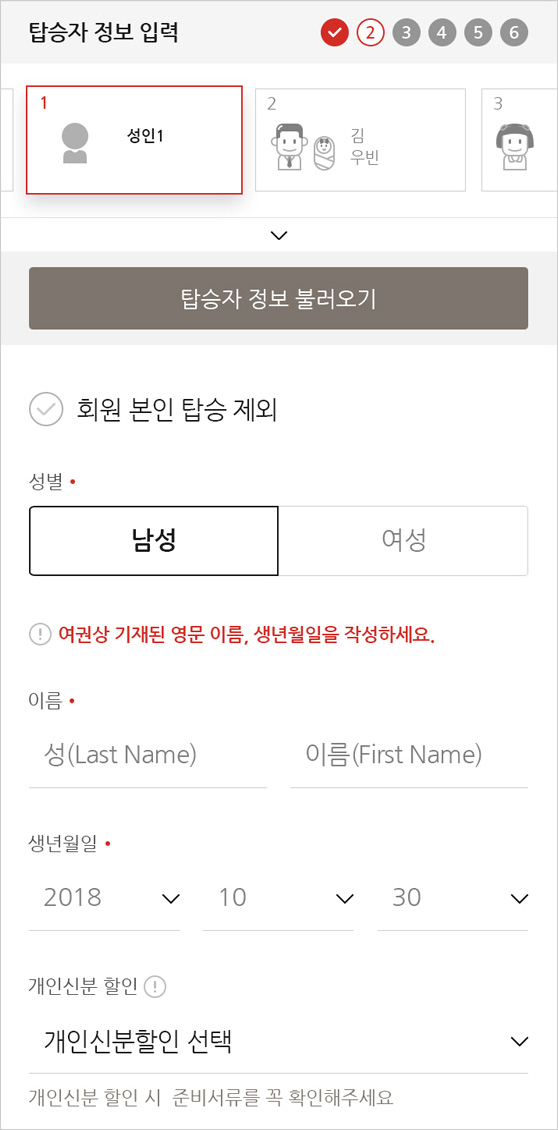 탑승자 정보 입력
2 3 4 5 6
1
성인1
2
김
우빈
3
탑승자 정보 불러오기
회원 본인 탑승 제외
성별 •
남성 여성
여권상 기재된 영문 이름, 생년월일을 작성하세요.
이름 •
성(Last Name) 이름(First Name)
생년월일 •
2018 10 30
개인신분 할인
개인신분할인 선택
개인신분 할인 시 준비서류를 꼭 확인해주세요